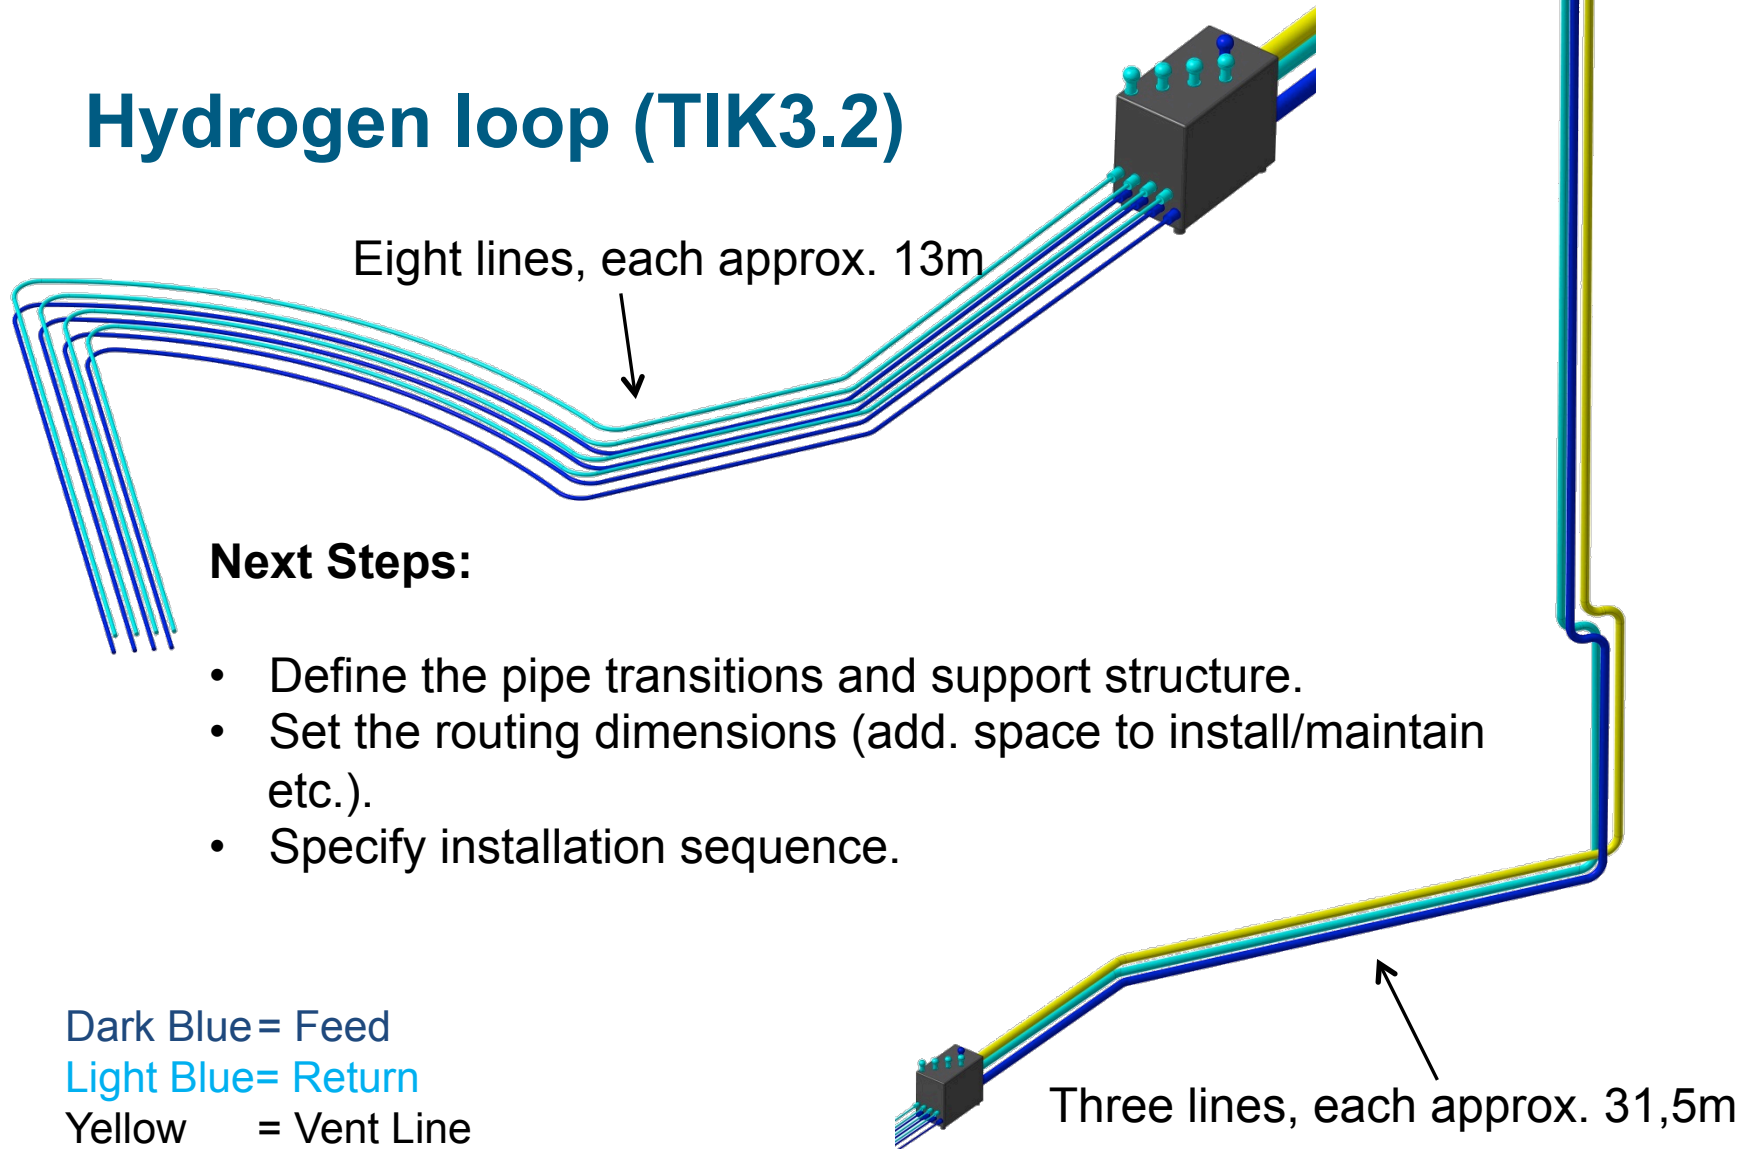 Hydrogen loop (TIK3.2)
Eight lines, each approx. 13m
Next Steps:
• Define the pipe transitions and support structure.
• Set the routing dimensions (add. space to install/maintain
etc.).
• Specify installation sequence.
Dark Blue = Feed
Light Blue= Return
Yellow = Vent Line
Three lines, each approx. 31,5m